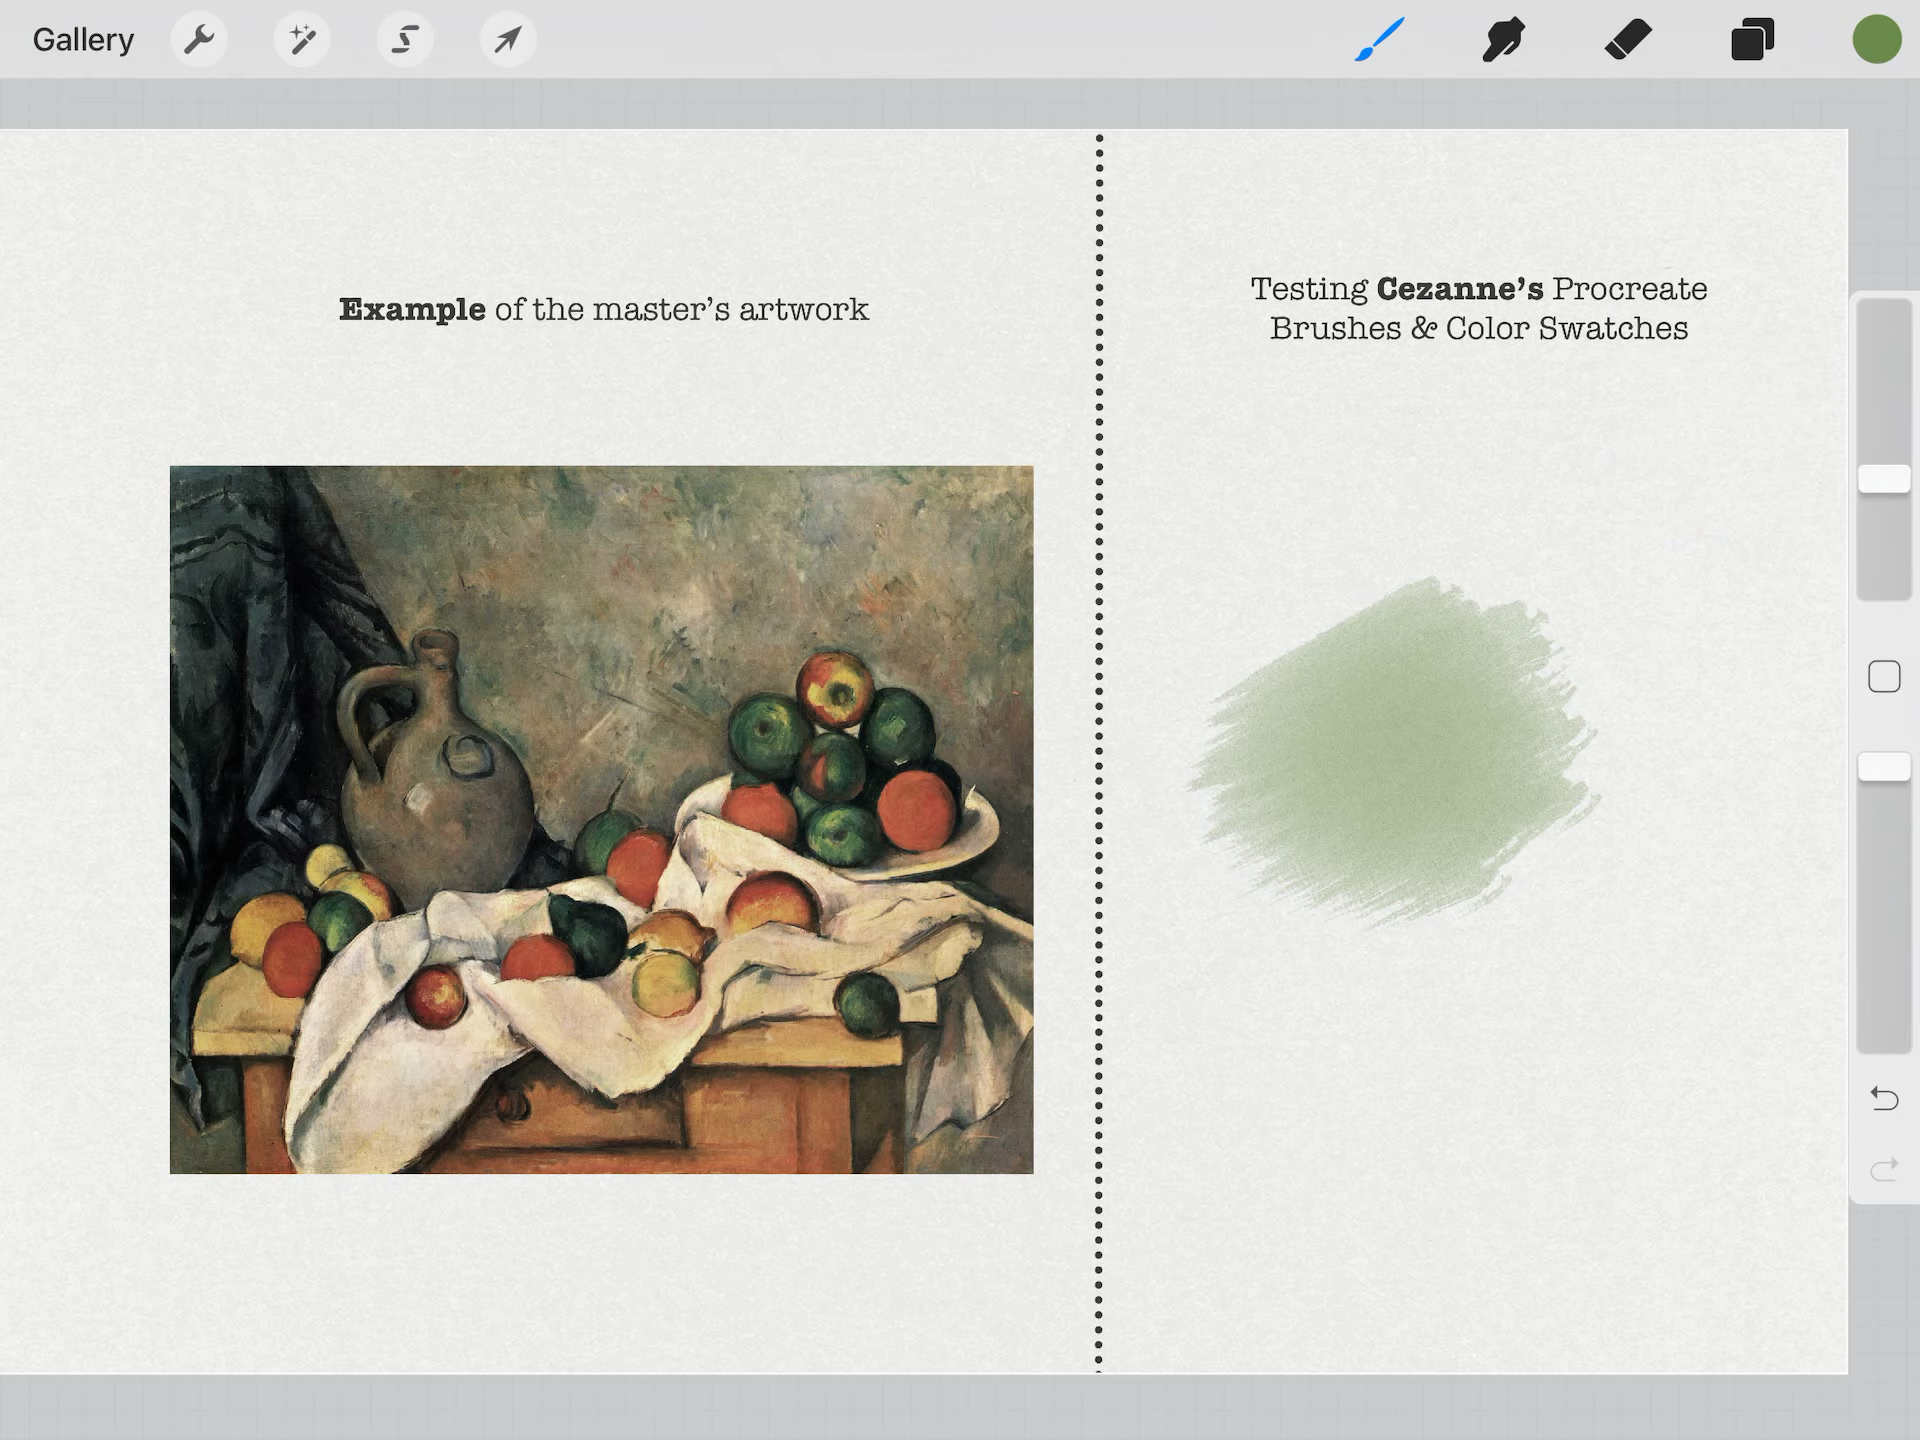 Gallery
Example of the master's artwork
Testing Cezanne's Procreate
Brushes & Color Swatches